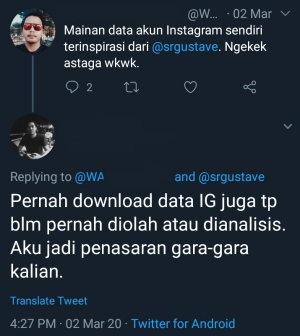 @W... · 02 Mar
Mainan data akun Instagram sendiri
terinspirasi dari @srgustave. Ngekek
astaga wkwk.
2
Replying to @WA and @srgustave
Pernah download data IG juga tp
blm pernah diolah atau dianalisis.
Aku jadi penasaran gara-gara
kalian.
Translate Tweet
4:27 PM · 02 Mar 20 · Twitter for Android